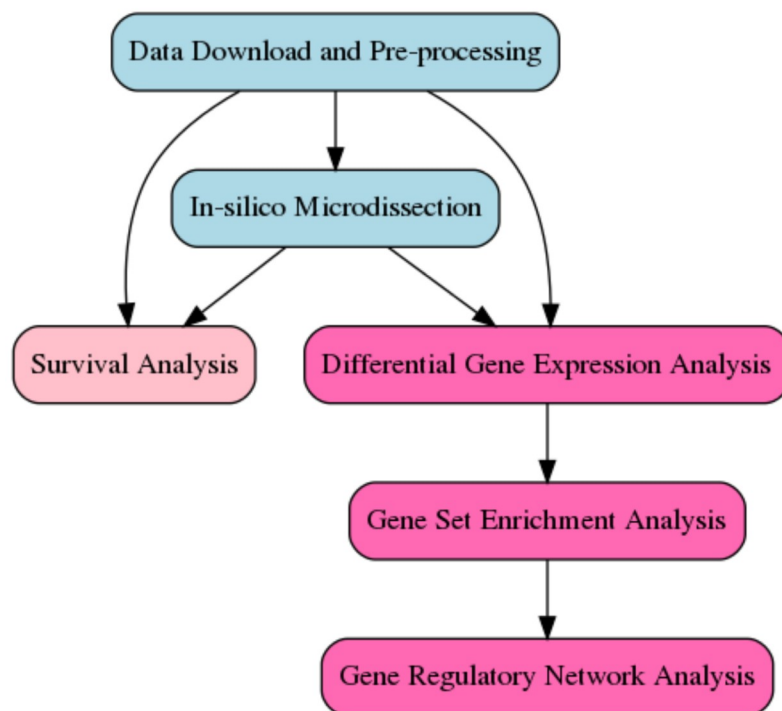 Data Download and Pre-processing
In-silico Microdissection
Survival Analysis
Differential Gene Expression Analysis
Gene Set Enrichment Analysis
Gene Regulatory Network Analysis